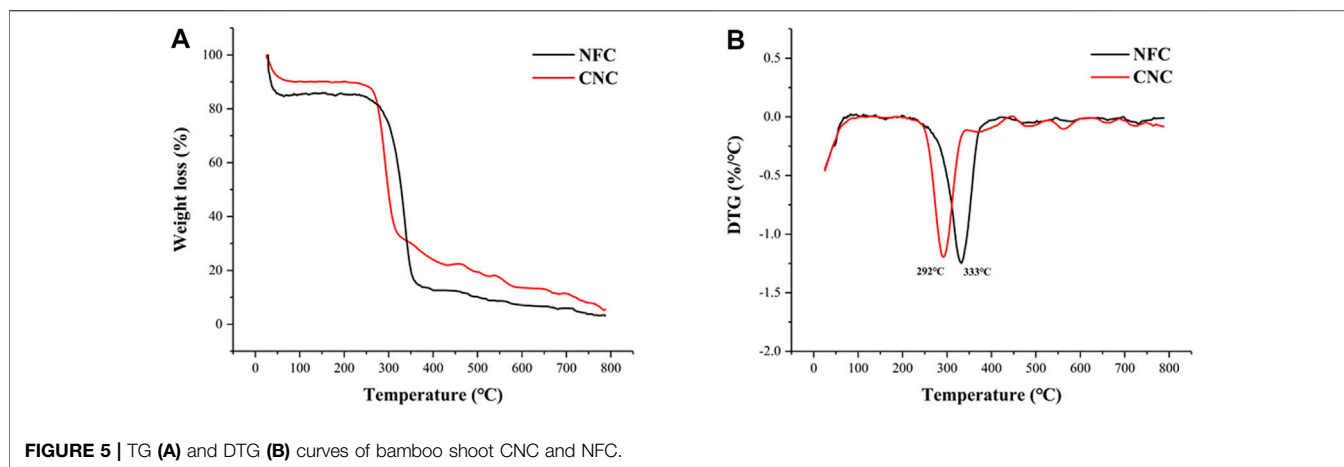 A
NFC
CNC
100
80
60
40
20
0
Weight loss (%)
0 100 200 300 400 500 600 700 800
Temperature (℃)
B
NFC
CNC
0.5
0.0
-0.5
-1.0
-1.5
-2.0
DTG (%/℃)
292℃ 333℃
0 100 200 300 400 500 600 700 800
Temperature (℃)
FIGURE 5 | TG (A) and DTG (B) curves of bamboo shoot CNC and NFC.